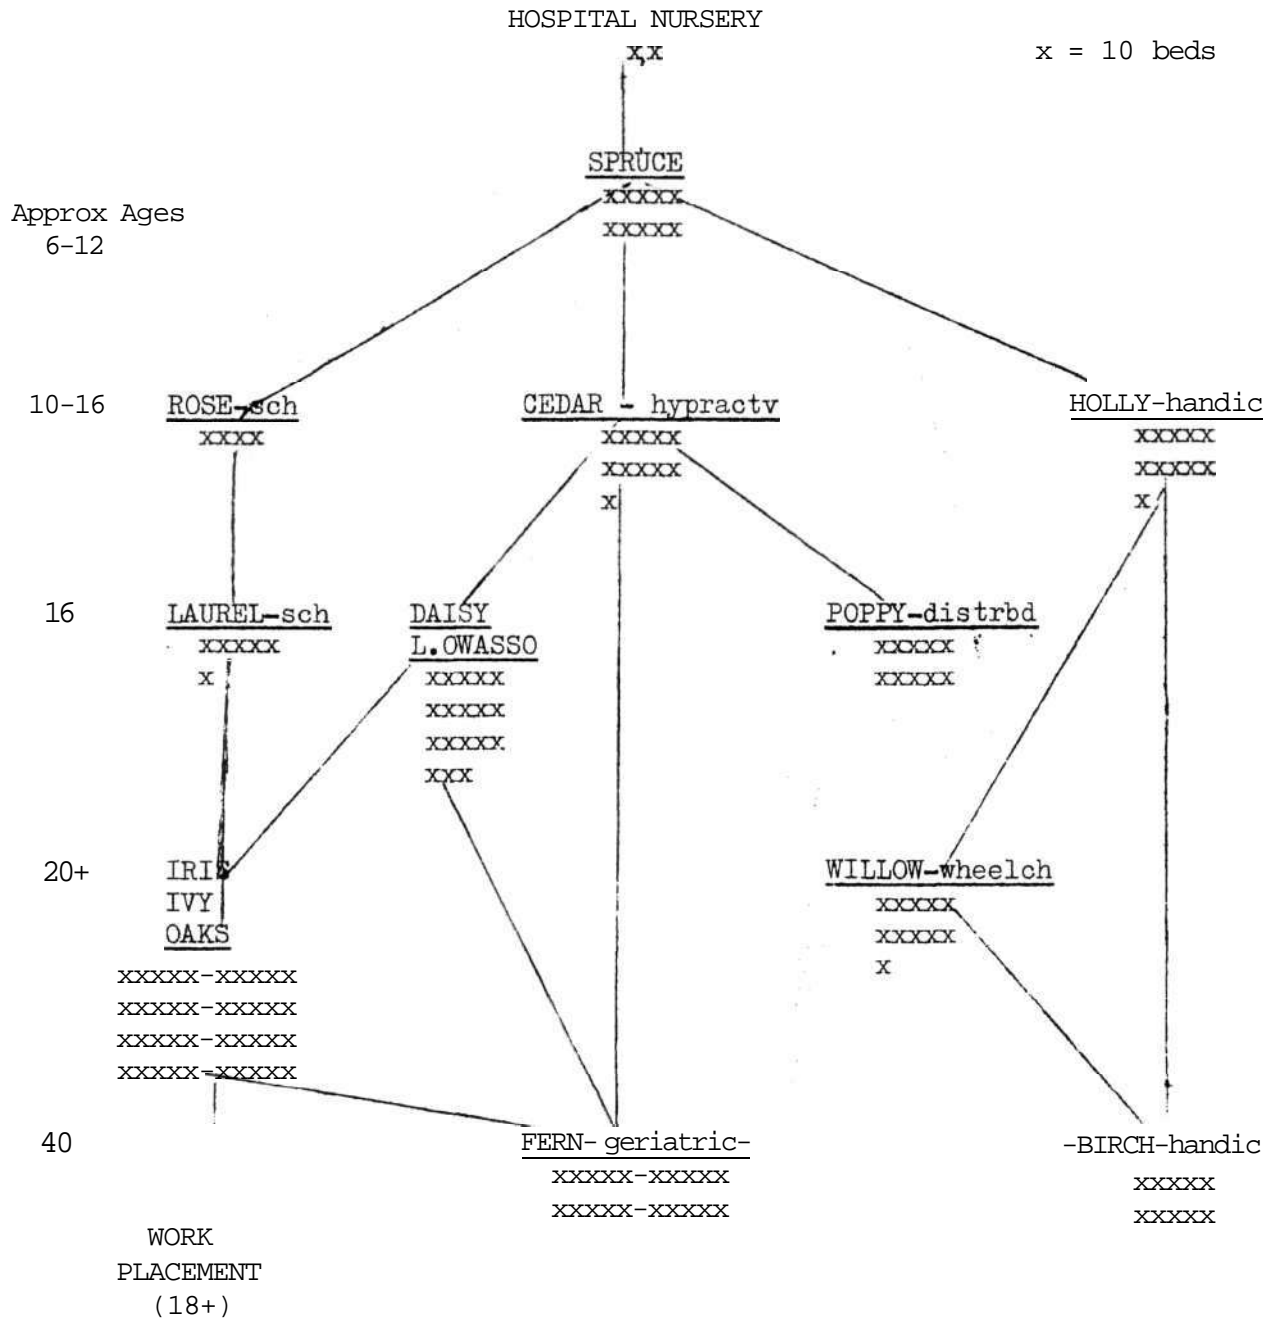 HOSPITAL NURSERY
x,x
x = 10 beds
SPRUCE
xxxxx
xxxxx
Approx Ages
6-12
10-16
ROSE-sch
xxxx
CEDAR - hypractv
xxxxx
xxxxx
x
HOLLY-handic
xxxxx
xxxxx
x
16
LAUREL-sch
xxxxx
x
DAISY
L.OWASSO
xxxxx
xxxxx
xxxxx
xxx
POPPY-distrbd
xxxxx
xxxxx
20+
IRIS
IVY
OAKS
xxxxx-xxxxx
xxxxx-xxxxx
xxxxx-xxxxx
xxxxx-xxxxx
WILLOW-wheelch
xxxxx
xxxxx
x
40
FERN- geriatric-
xxxxx-xxxxx
xxxxx-xxxxx
-BIRCH-handic
xxxxx
xxxxx
WORK
PLACEMENT
(18+)